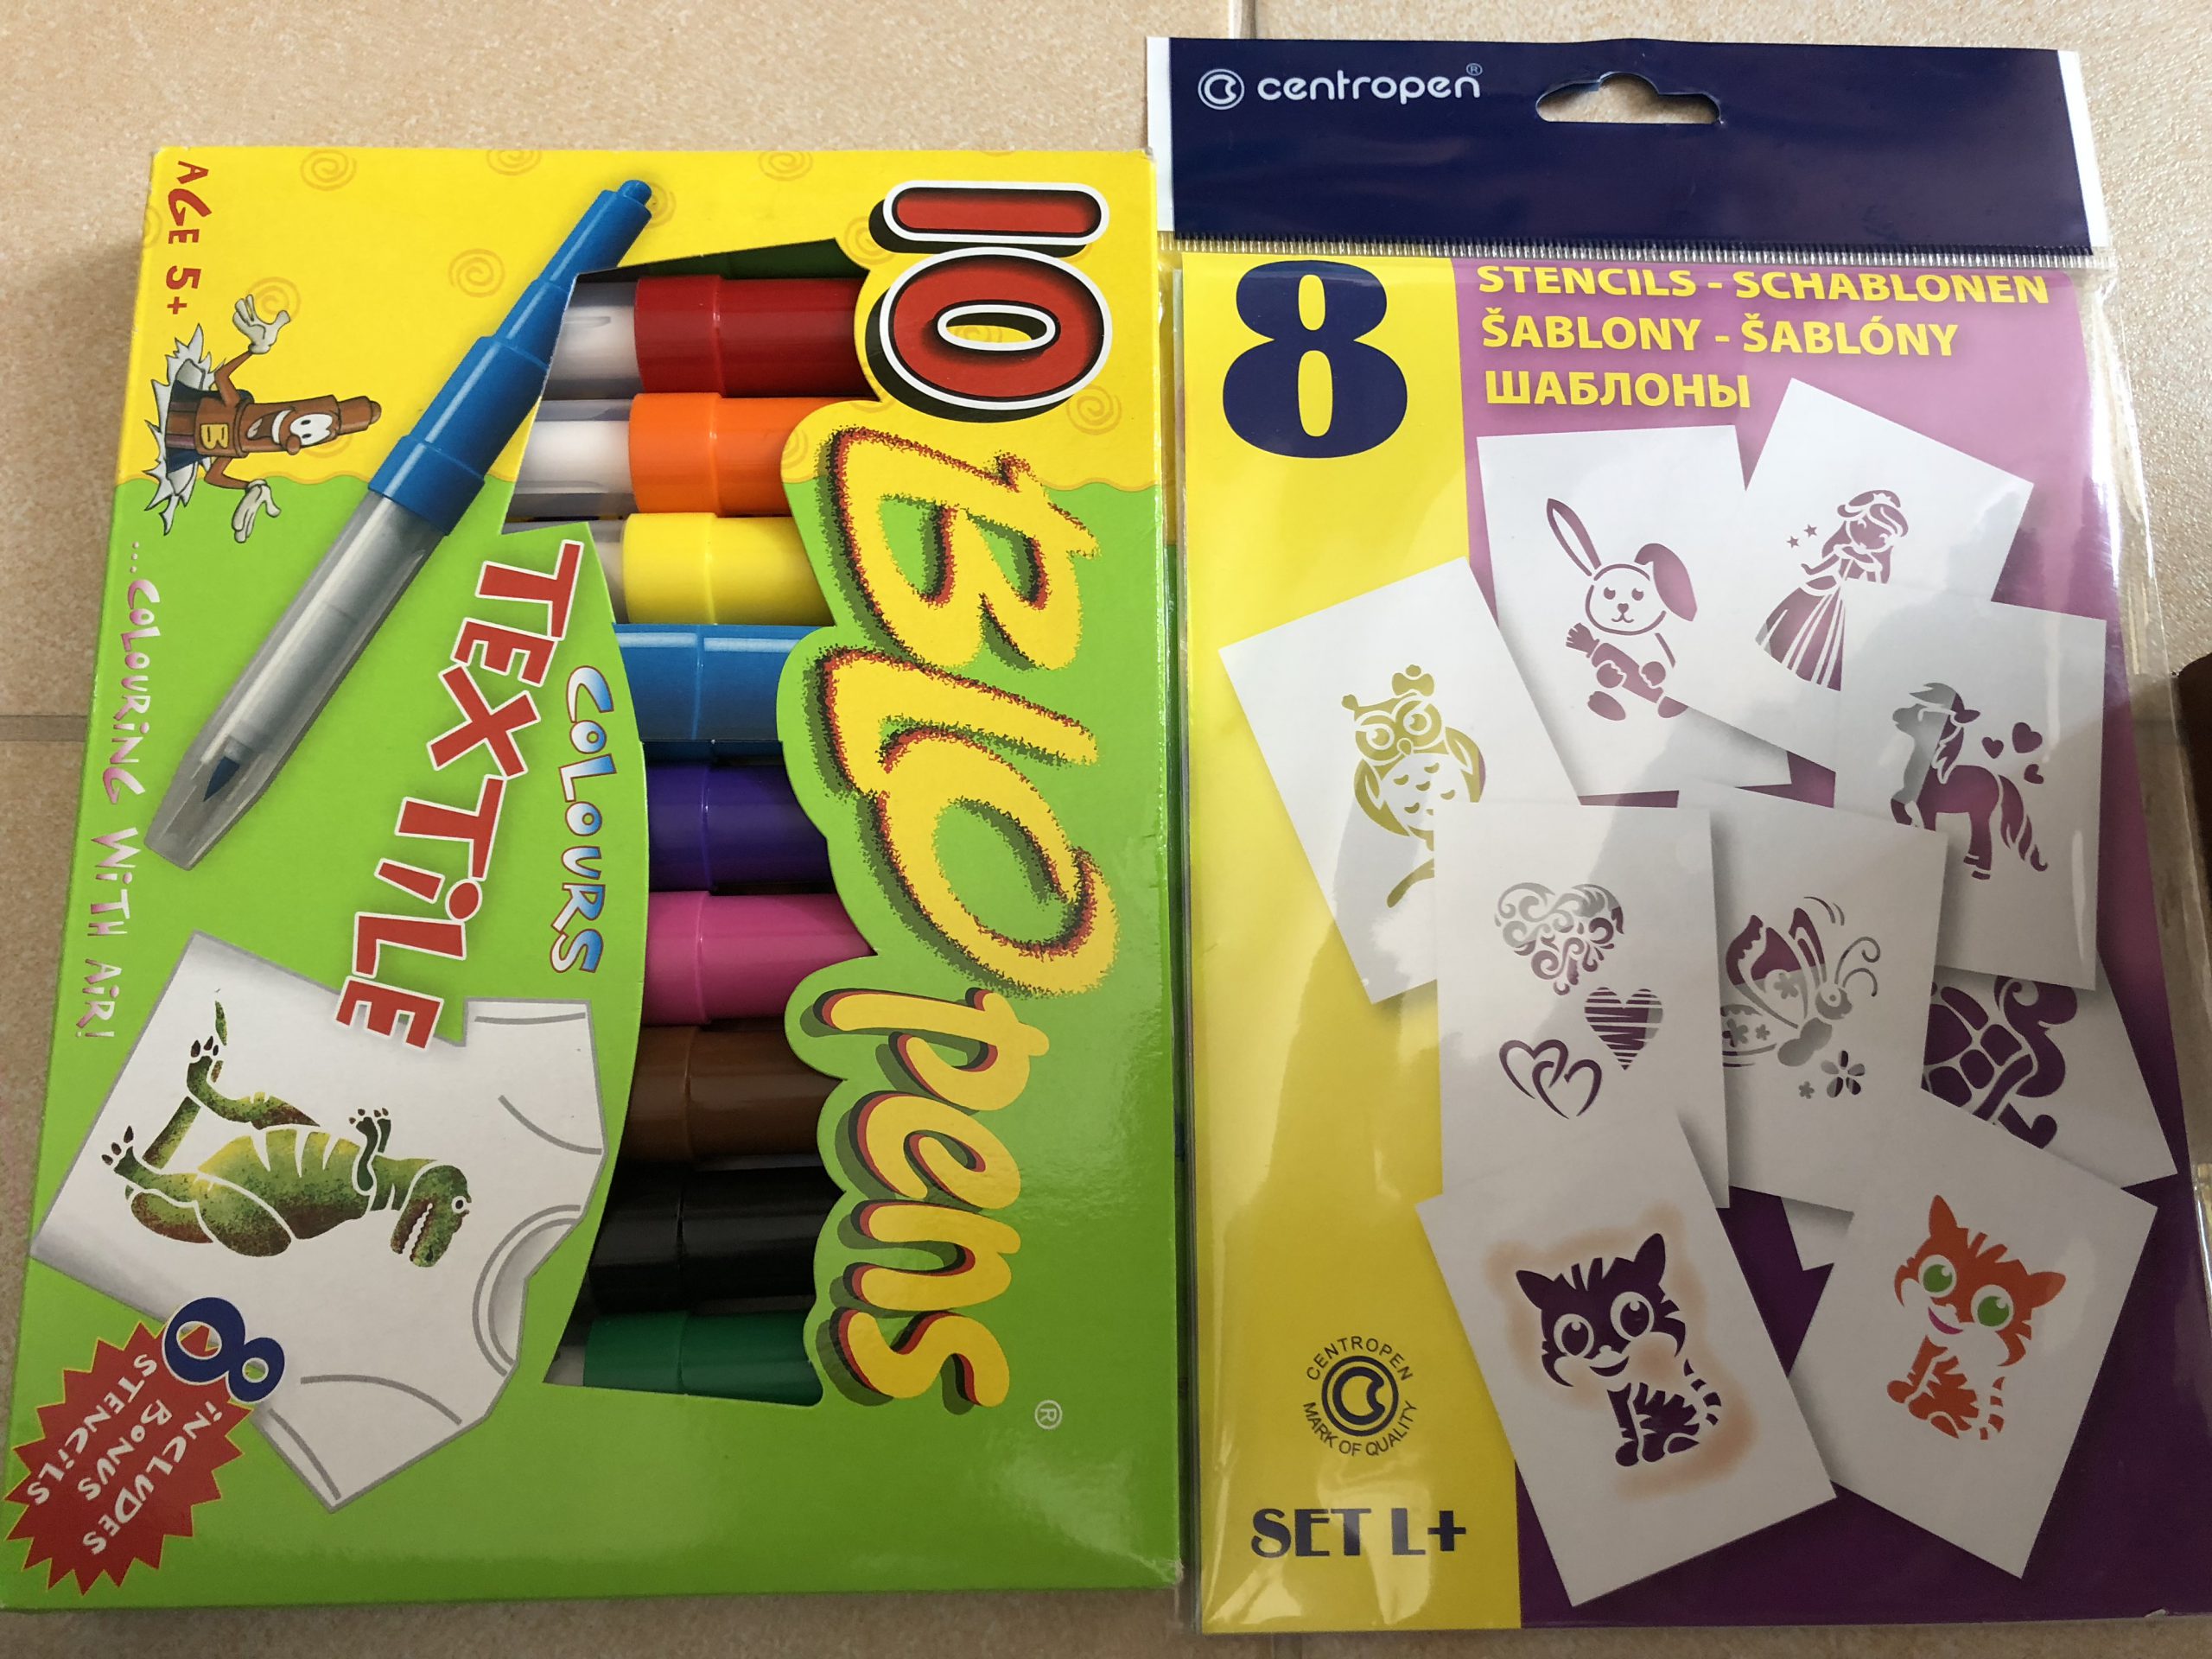 10
BLO
pens
®
COLOURS
TEXTILE
AGE 5+
B
...COLOURING WITH AIR!
8
INCLUDES
BONUS
STENCILS
centropen®
8
STENCILS - SCHABLONEN
ŠABLONY - ŠABLÓNY
ШАБЛОНЫ
CENTROPEN
MARK OF QUALITY
SET L+